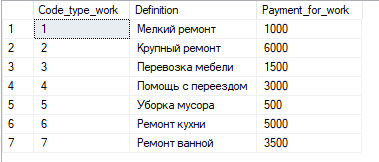 Code_type_work Definition Payment_for_work
1 1 Мелкий ремонт 1000
2 2 Крупный ремонт 6000
3 3 Перевозка мебели 1500
4 4 Помощь с переездом 3000
5 5 Уборка мусора 500
6 6 Ремонт кухни 5000
7 7 Ремонт ванной 3500